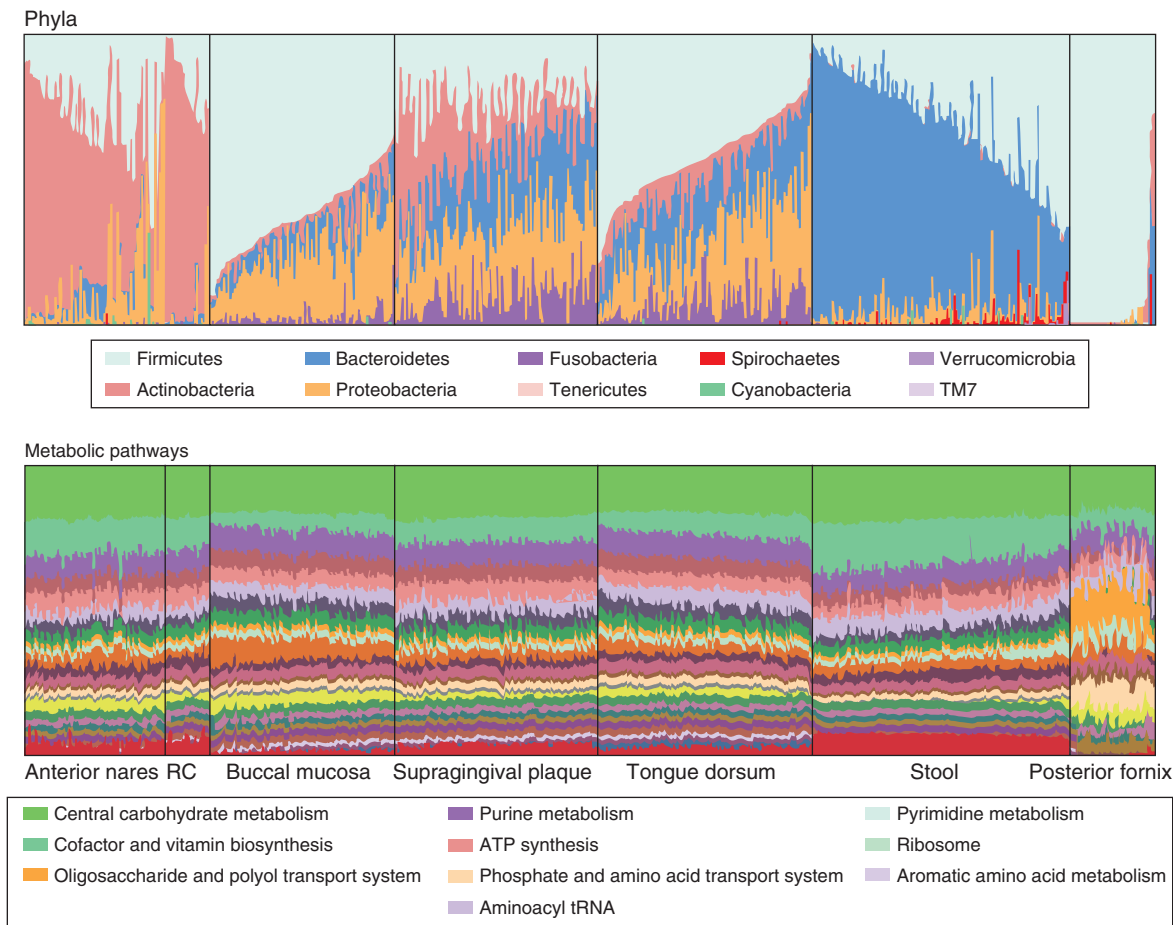 Phyla
Firmicutes Bacteroidetes Fusobacteria Spirochaetes Verrucomicrobia
Actinobacteria Proteobacteria Tenericutes Cyanobacteria TM7
Metabolic pathways
Anterior nares RC Buccal mucosa Supragingival plaque Tongue dorsum Stool Posterior fornix
Central carbohydrate metabolism Purine metabolism Pyrimidine metabolism
Cofactor and vitamin biosynthesis ATP synthesis Ribosome
Oligosaccharide and polyol transport system Phosphate and amino acid transport system Aromatic amino acid metabolism
Aminoacyl tRNA